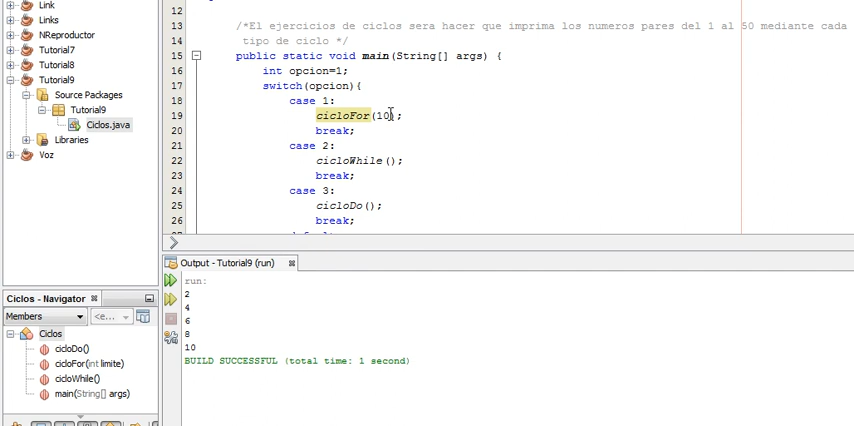 Link
Links
NReproductor
Tutorial7
Tutorial8
Tutorial9
Source Packages
Tutorial9
Ciclos.java
Libraries
Voz
12
13 /*El ejercicios de ciclos sera hacer que imprima los numeros pares del 1 al 50 mediante cada
14 tipo de ciclo */
15 public static void main(String[] args) {
16 int opcion=1;
17 switch(opcion){
18 case 1:
19 cicloFor(10);
20 break;
21 case 2:
22 cicloWhile();
23 break;
24 case 3:
25 cicloDo();
26 break;
Ciclos - Navigator
Members
<e...
Ciclos
cicloDo()
cicloFor(int limite)
cicloWhile()
main(String[] args)
Output - Tutorial9 (run)
run:
2
4
6
8
10
BUILD SUCCESSFUL (total time: 1 second)